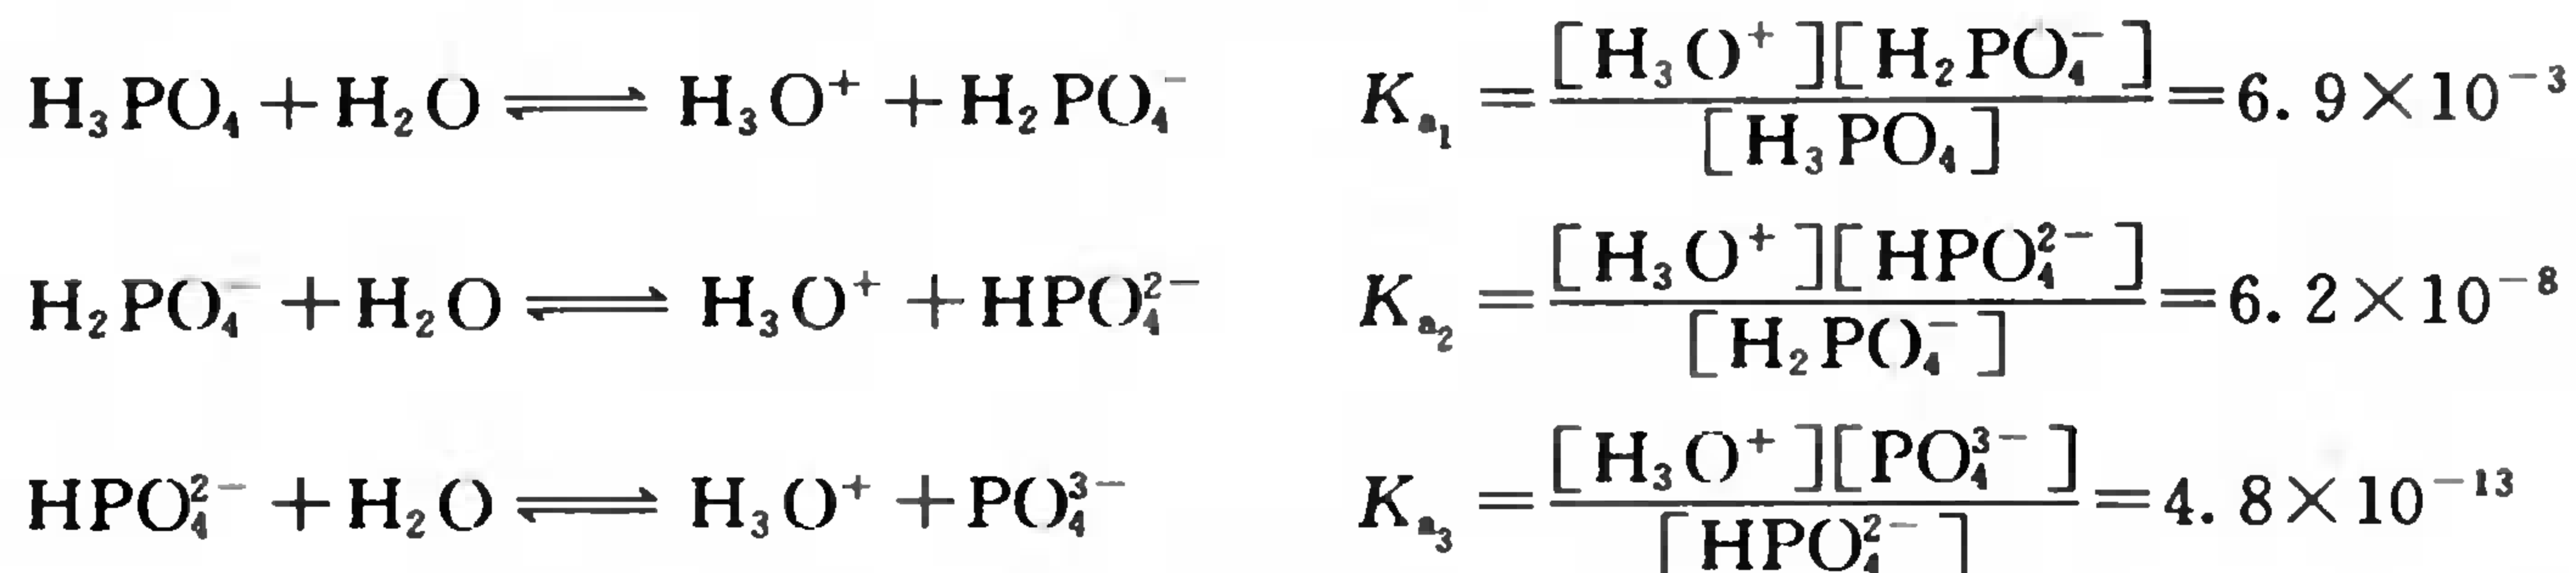 H₃PO₄+H₂O⇌H₃O⁺+H₂PO₄⁻ Kₐ₁=[H₃O⁺][H₂PO₄⁻]/[H₃PO₄]=6.9×10⁻³
H₂PO₄⁻+H₂O⇌H₃O⁺+HPO₄²⁻ Kₐ₂=[H₃O⁺][HPO₄²⁻]/[H₂PO₄⁻]=6.2×10⁻⁸
HPO₄²⁻+H₂O⇌H₃O⁺+PO₄³⁻ Kₐ₃=[H₃O⁺][PO₄³⁻]/[HPO₄²⁻]=4.8×10⁻¹³